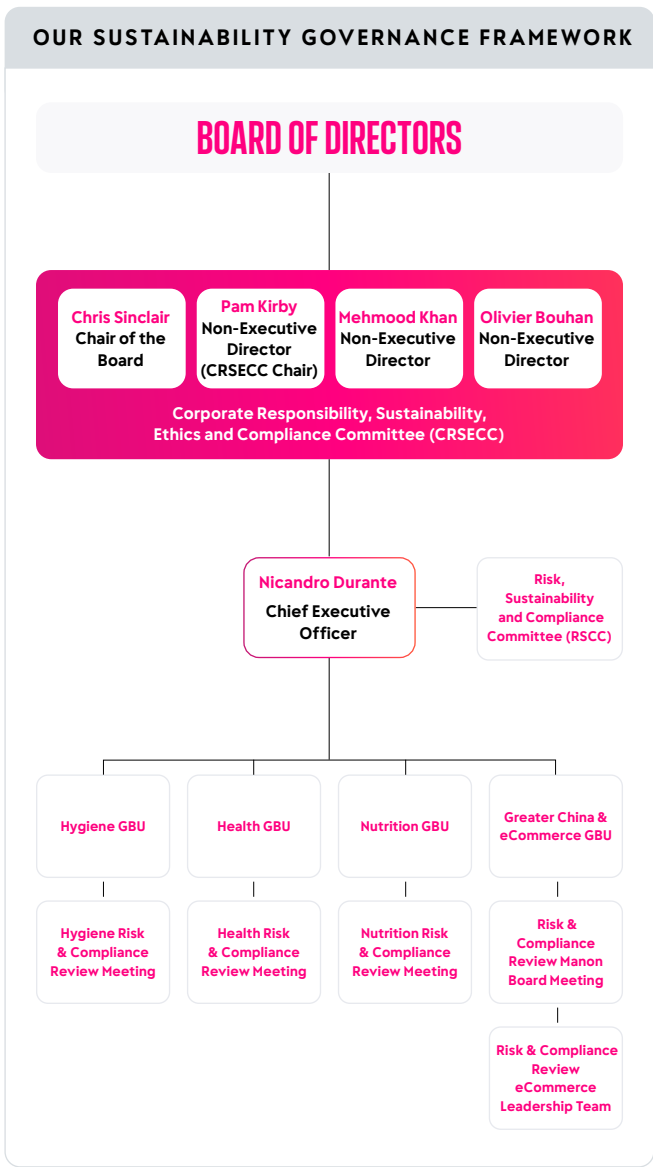 OUR SUSTAINABILITY GOVERNANCE FRAMEWORK
BOARD OF DIRECTORS
Chris Sinclair
Chair of the
Board
Pam Kirby
Non-Executive
Director
(CRSECC Chair)
Mehmood Khan
Non-Executive
Director
Olivier Bouhan
Non-Executive
Director
Corporate Responsibility, Sustainability,
Ethics and Compliance Committee (CRSECC)
Nicandro Durante
Chief Executive
Officer
Risk,
Sustainability
and Compliance
Committee (RSCC)
Hygiene GBU
Health GBU
Nutrition GBU
Greater China &
eCommerce GBU
Hygiene Risk
& Compliance
Review Meeting
Health Risk
& Compliance
Review Meeting
Nutrition Risk
& Compliance
Review Meeting
Risk &
Compliance
Review Manon
Board Meeting
Risk & Compliance
Review
eCommerce
Leadership Team